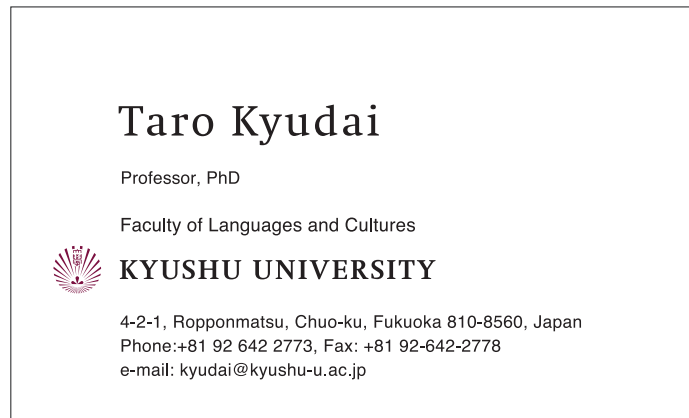 Taro Kyudai
Professor, PhD
Faculty of Languages and Cultures
KYUSHU UNIVERSITY
4-2-1, Ropponmatsu, Chuo-ku, Fukuoka 810-8560, Japan
Phone:+81 92 642 2773, Fax: +81 92-642-2778
e-mail: kyudai@kyushu-u.ac.jp